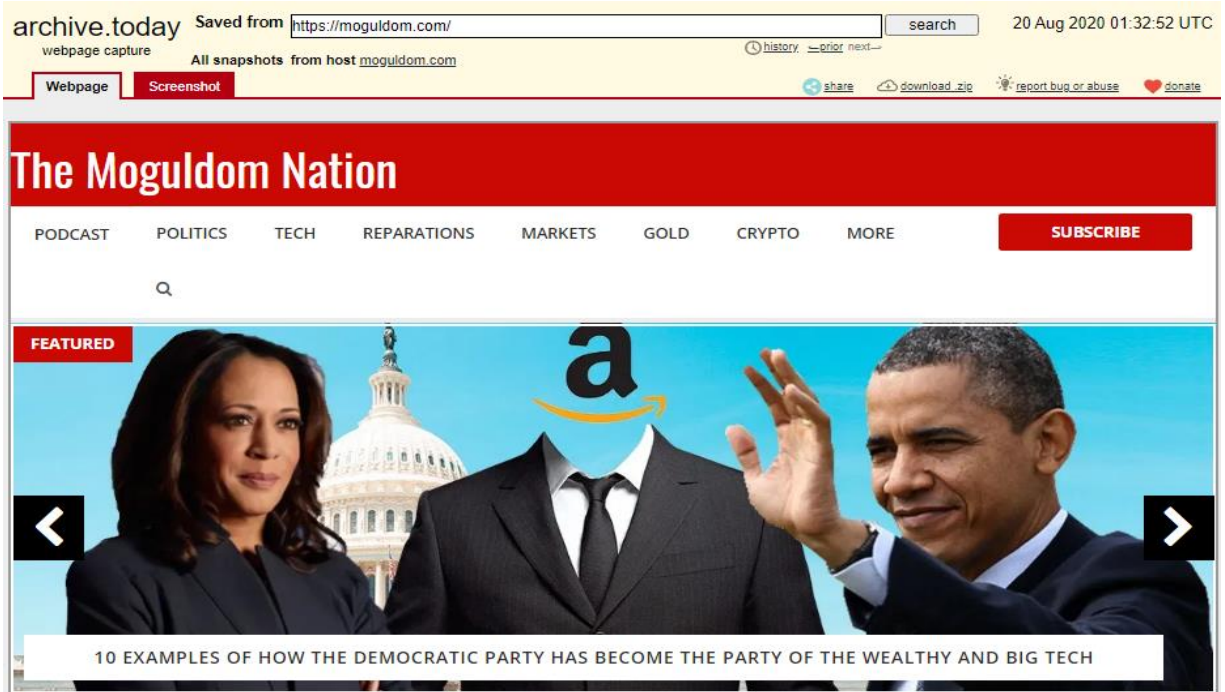 archive.today
webpage capture
Saved from https://moguldom.com/
search
20 Aug 2020 01:32:52 UTC
history ←prior next→
All snapshots from host moguldom.com
Webpage
Screenshot
share
download .zip
report bug or abuse
donate
The Moguldom Nation
PODCAST POLITICS TECH REPARATIONS MARKETS GOLD CRYPTO MORE SUBSCRIBE
FEATURED
a
10 EXAMPLES OF HOW THE DEMOCRATIC PARTY HAS BECOME THE PARTY OF THE WEALTHY AND BIG TECH